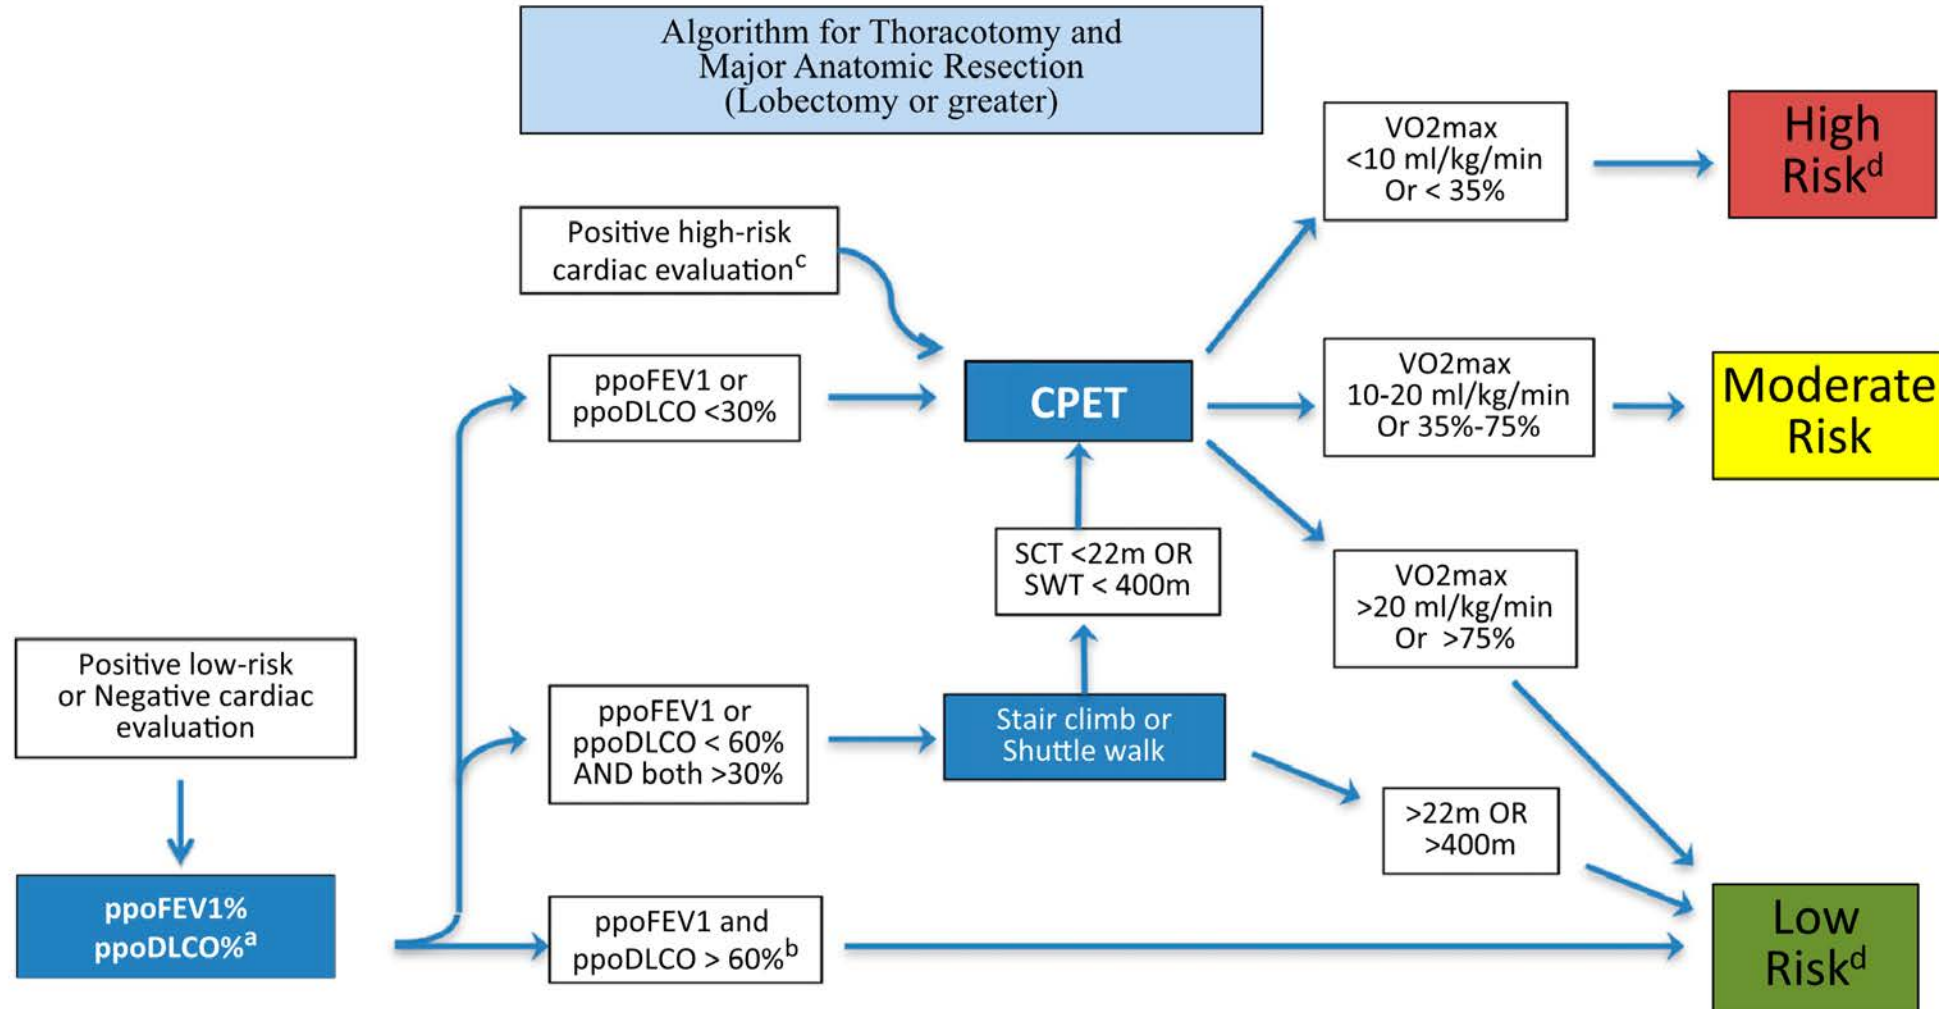 Algorithm for Thoracotomy and
Major Anatomic Resection
(Lobectomy or greater)
VO2max
<10 ml/kg/min
Or < 35%
High
Riskᵈ
Positive high-risk
cardiac evaluationᶜ
ppoFEV1 or
ppoDLCO <30%
CPET
VO2max
10-20 ml/kg/min
Or 35%-75%
Moderate
Risk
SCT <22m OR
SWT < 400m
VO2max
>20 ml/kg/min
Or >75%
Positive low-risk
or Negative cardiac
evaluation
ppoFEV1 or
ppoDLCO < 60%
AND both >30%
Stair climb or
Shuttle walk
>22m OR
>400m
ppoFEV1%
ppoDLCO%ᵃ
ppoFEV1 and
ppoDLCO > 60%ᵇ
Low
Riskᵈ